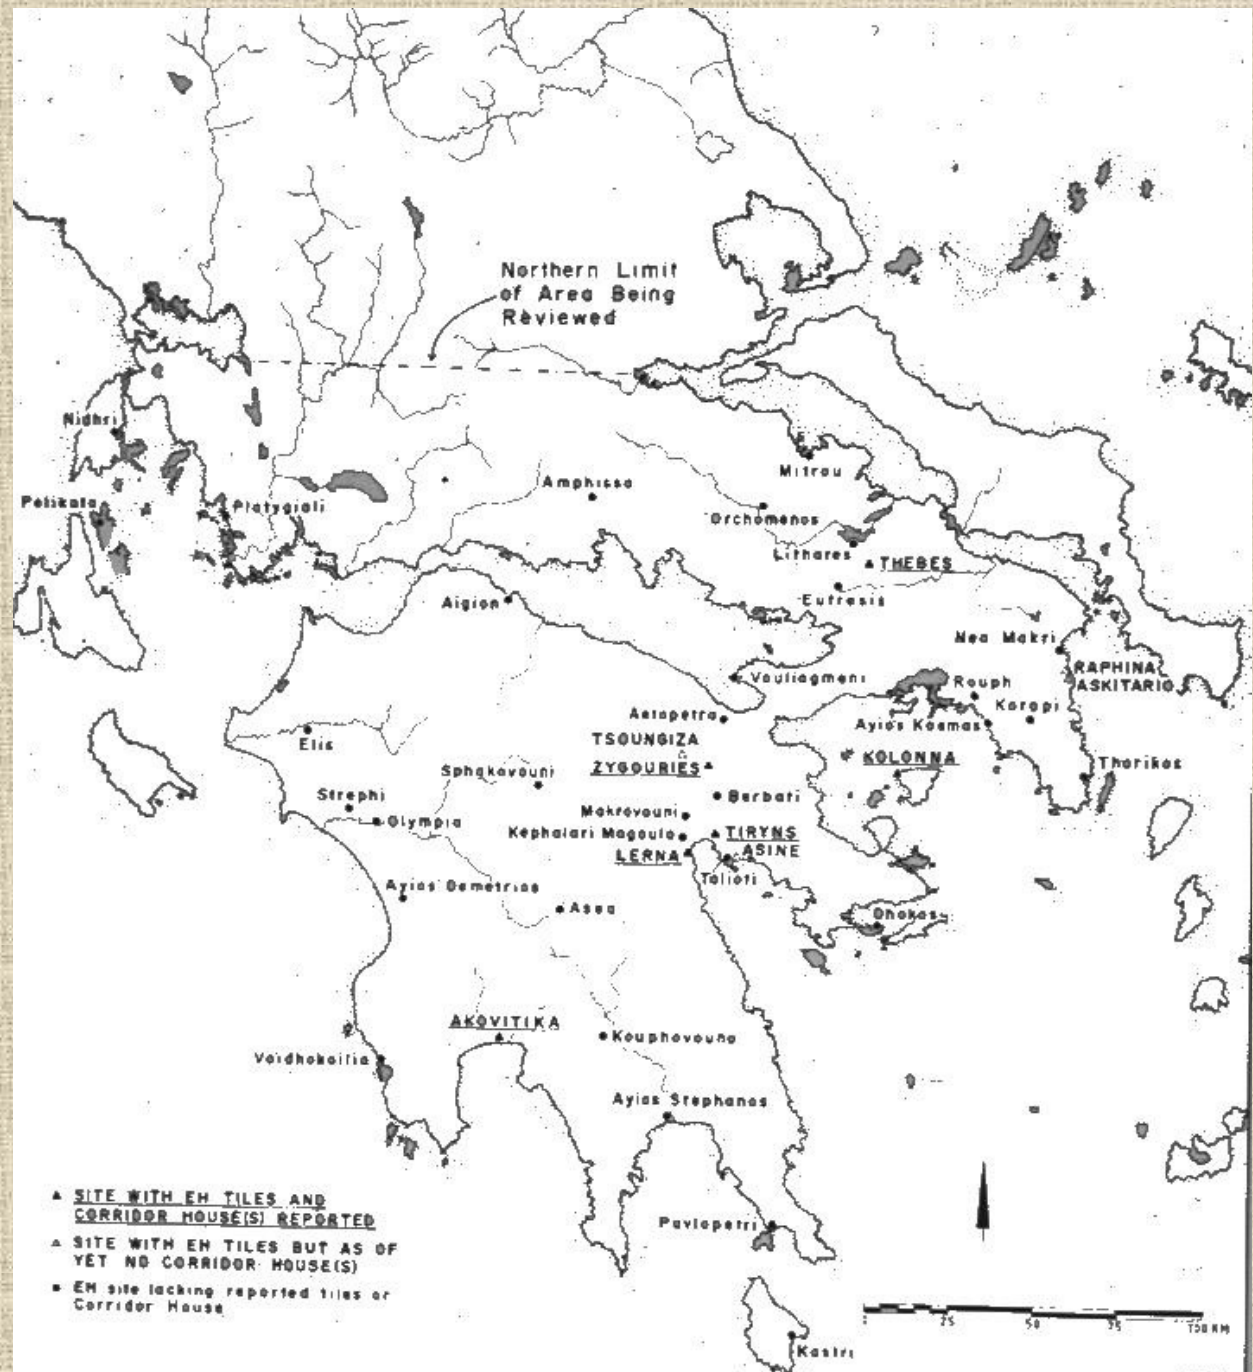 Northern Limit
of Area Being
Reviewed
Nidhri
Mitrou
Pelikata
Platygiali
Amphissa
Orchomenos
Lithares
THEBES
Eutresis
Aigion
Nea Makri
RAPHINA
ASKITARIO
Vouliagmeni
Rouph
Koropi
Aetopetra
Ayios Kosmas
TSOUNGIZA
Elis
KOLONNA
ZYGOURIES
Thorikos
Sphakovouni
Strephi
Berbati
Makrovouni
Olympia
Kephalari Magoula
TIRYNS
LERNA
ASINE
Talioti
Ayios Demetrios
Asea
Dhokos
AKOVITIKA
Kouphovouno
Voidhokoilia
Ayios Stephanos
SITE WITH EH TILES AND
CORRIDOR HOUSE(S) REPORTED
Pavlopetri
SITE WITH EH TILES BUT AS OF
YET NO CORRIDOR HOUSE(S)
EH site lacking reported tiles or
Corridor House
25
50
75
100 KM
Kastri